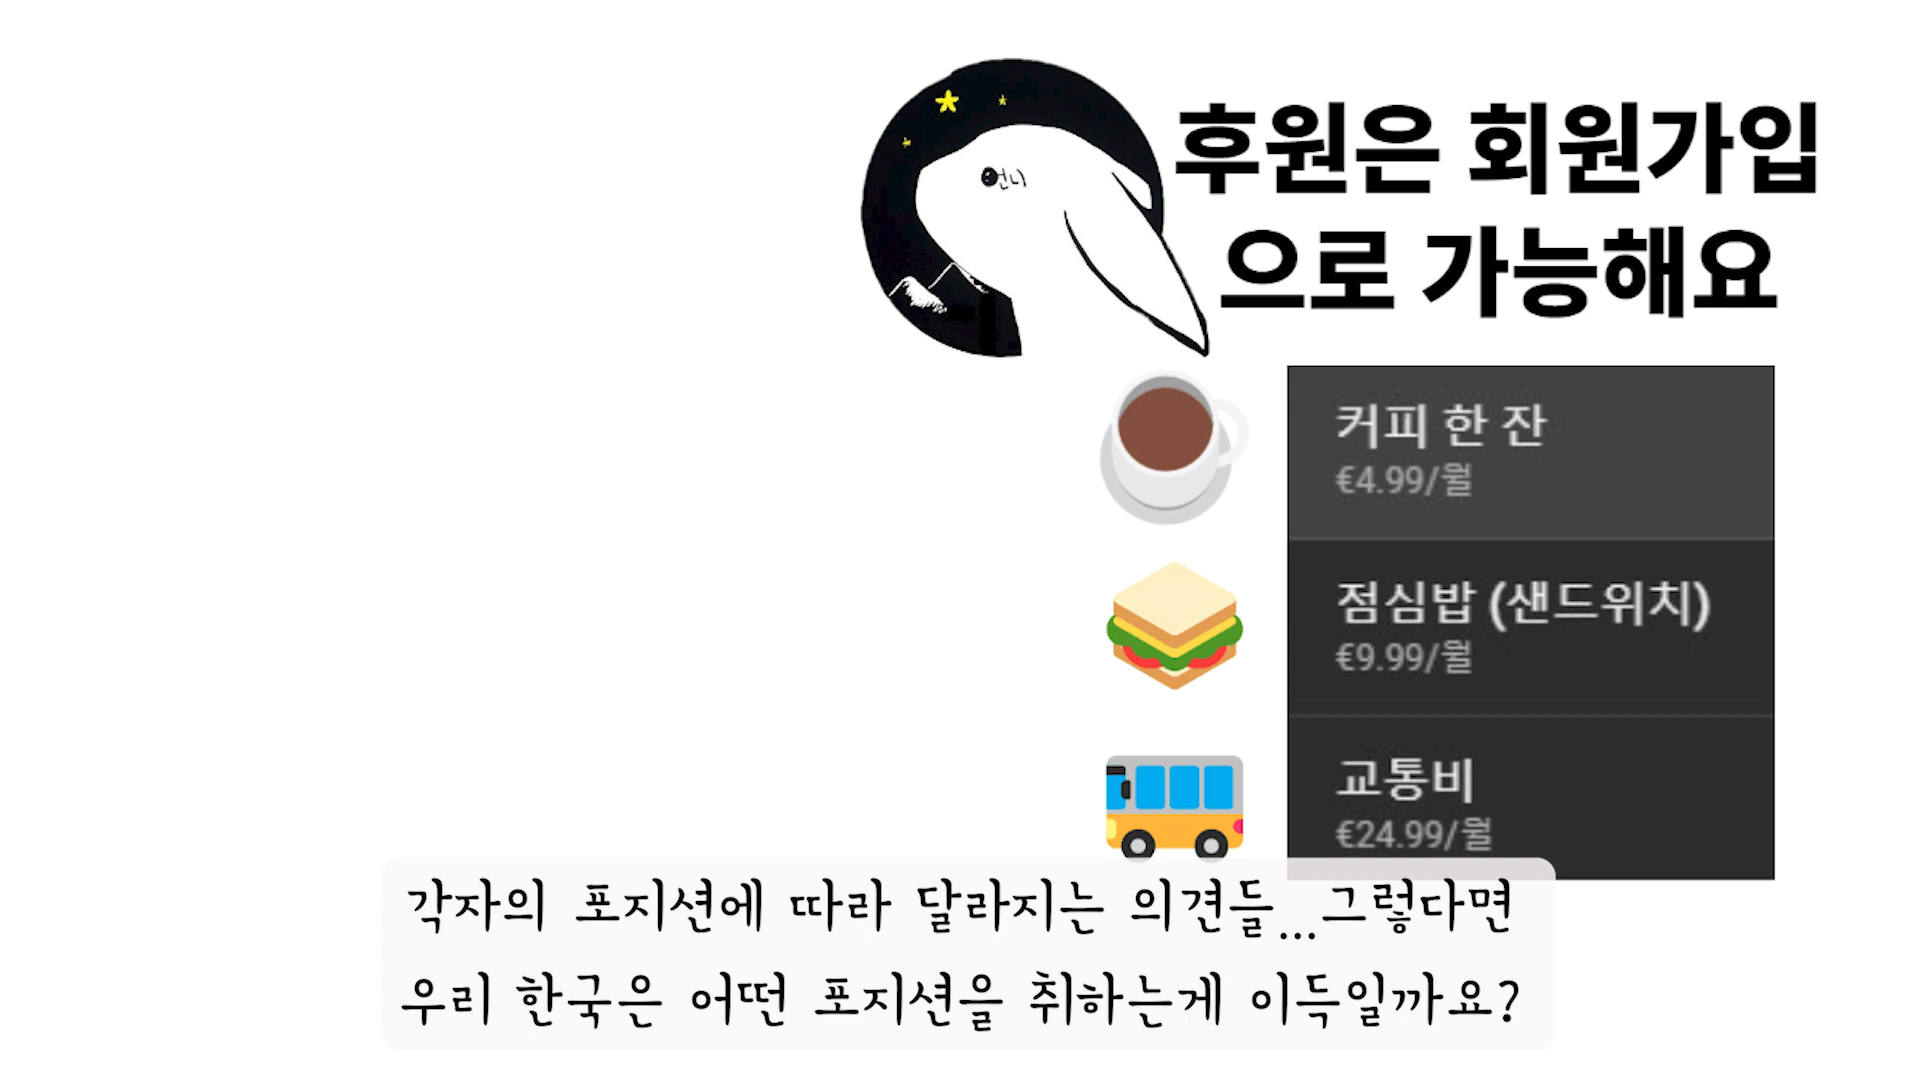 언니
후원은 회원가입
으로 가능해요
커피 한 잔
€4.99/월
점심밥 (샌드위치)
€9.99/월
교통비
€24.99/월
각자의 포지션에 따라 달라지는 의견들...그렇다면
우리 한국은 어떤 포지션을 취하는게 이득일까요?